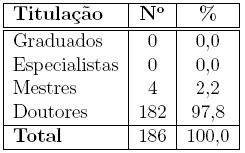 Titulação Nº %
Graduados 0 0,0
Especialistas 0 0,0
Mestres 4 2,2
Doutores 182 97,8
Total 186 100,0